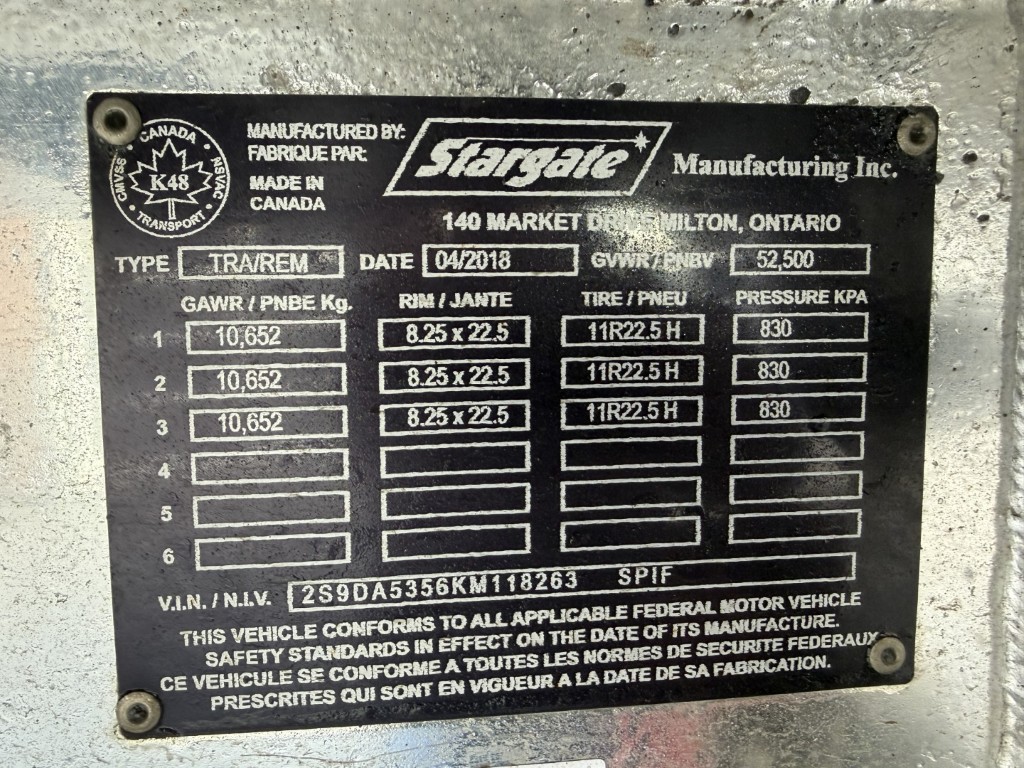 CANADA
CMVSS
NSVAC
K48
TRANSPORT
MANUFACTURED BY:
FABRIQUE PAR:
MADE IN
CANADA
Stargate
Manufacturing Inc.
140 MARKET DRIVE MILTON, ONTARIO
TYPE TRA/REM DATE 04/2018 GVWR / PNBV 52,500
GAWR / PNBE Kg. RIM / JANTE TIRE / PNEU PRESSURE KPA
1 10,652 8.25 x 22.5 11R22.5 H 830
2 10,652 8.25 x 22.5 11R22.5 H 830
3 10,652 8.25 x 22.5 11R22.5 H 830
4
5
6
V.I.N. / N.I.V. 2S9DA5356KM118263 SPIF
THIS VEHICLE CONFORMS TO ALL APPLICABLE FEDERAL MOTOR VEHICLE
SAFETY STANDARDS IN EFFECT ON THE DATE OF ITS MANUFACTURE.
CE VEHICULE SE CONFORME A TOUTES LES NORMES DE SECURITE FEDERAUX
PRESCRITES QUI SONT EN VIGUEUR A LA DATE DE SA FABRICATION.